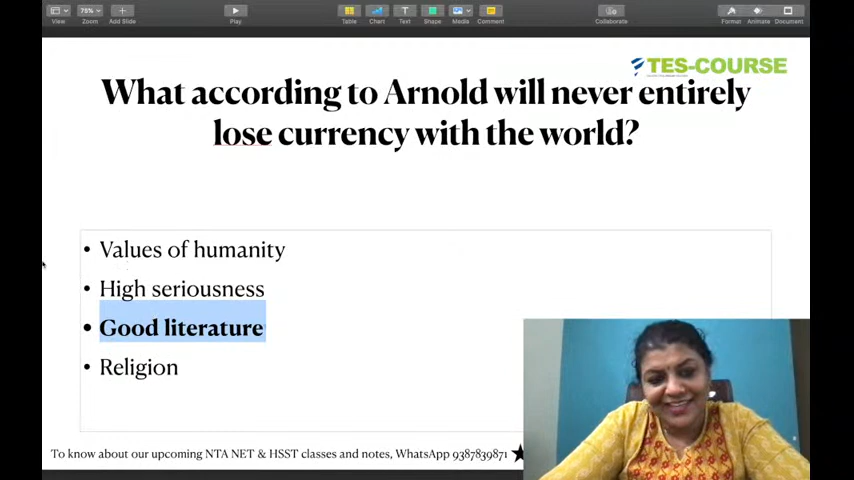 View
75%
Zoom
Add Slide
Play
Table
Chart
Text
Shape
Media
Comment
Collaborate
Format
Animate
Document
TES-COURSE
What according to Arnold will never entirely
lose currency with the world?
• Values of humanity
• High seriousness
• Good literature
• Religion
To know about our upcoming NTA NET & HSST classes and notes, WhatsApp 9387839871